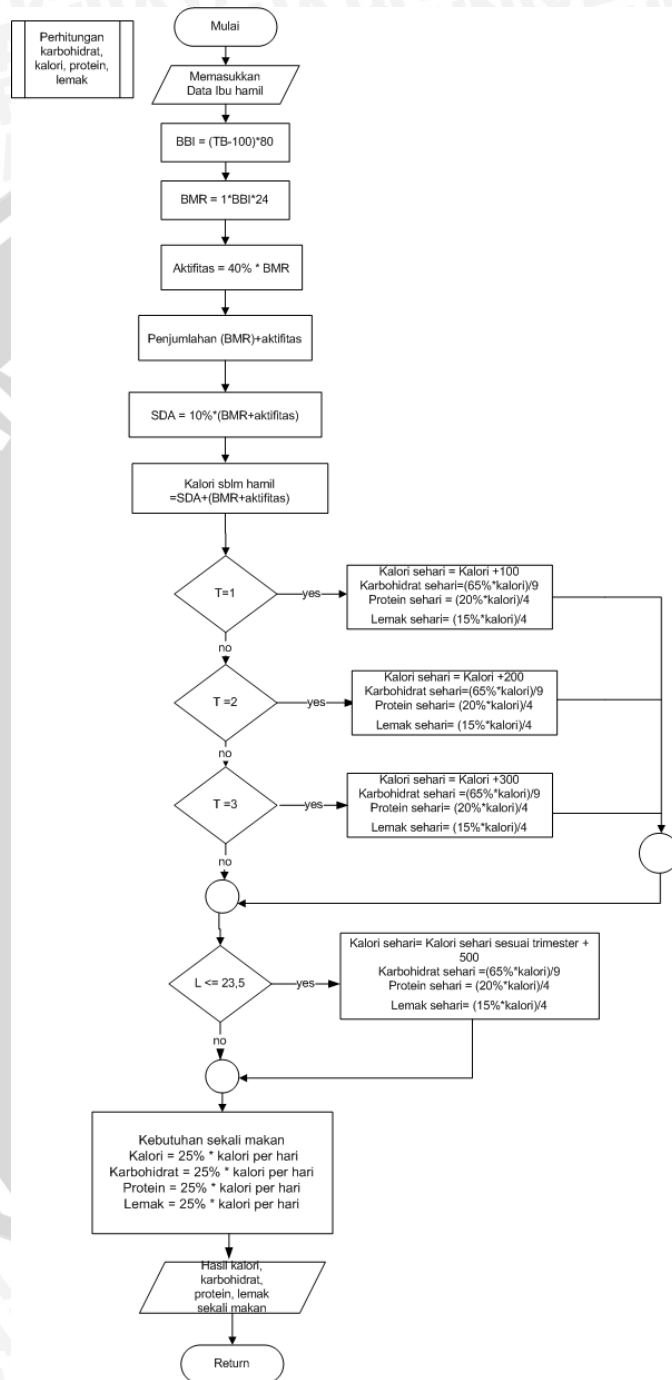 Perhitungan
karbohidrat,
kalori, protein,
lemak
Mulai
Memasukkan
Data Ibu hamil
BBI = (TB-100)*80
BMR = 1*BBI*24
Aktifitas = 40% * BMR
Penjumlahan (BMR)+aktifitas
SDA = 10%*(BMR+aktifitas)
Kalori sblm hamil
=SDA+(BMR+aktifitas)
T=1
yes
Kalori sehari = Kalori +100
Karbohidrat sehari=(65%*kalori)/9
Protein sehari = (20%*kalori)/4
Lemak sehari= (15%*kalori)/4
no
T =2
yes
Kalori sehari = Kalori +200
Karbohidrat sehari=(65%*kalori)/9
Protein sehari= (20%*kalori)/4
Lemak sehari= (15%*kalori)/4
no
T =3
yes
Kalori sehari = Kalori +300
Karbohidrat sehari =(65%*kalori)/9
Protein sehari= (20%*kalori)/4
Lemak sehari= (15%*kalori)/4
no
L <= 23,5
yes
Kalori sehari= Kalori sehari sesuai trimester +
500
Karbohidrat sehari =(65%*kalori)/9
Protein sehari = (20%*kalori)/4
Lemak sehari= (15%*kalori)/4
no
Kebutuhan sekali makan
Kalori = 25% * kalori per hari
Karbohidrat = 25% * kalori per hari
Protein = 25% * kalori per hari
Lemak = 25% * kalori per hari
Hasil kalori,
karbohidrat,
protein, lemak
sekali makan
Return